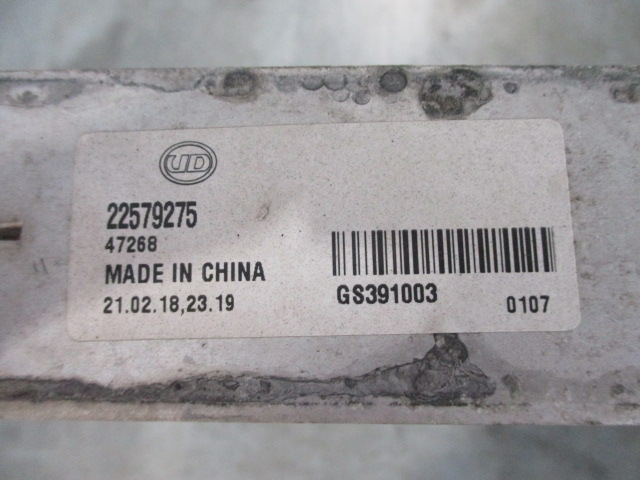 UD
22579275
47268
MADE IN CHINA
21.02.18,23.19
GS391003
0107